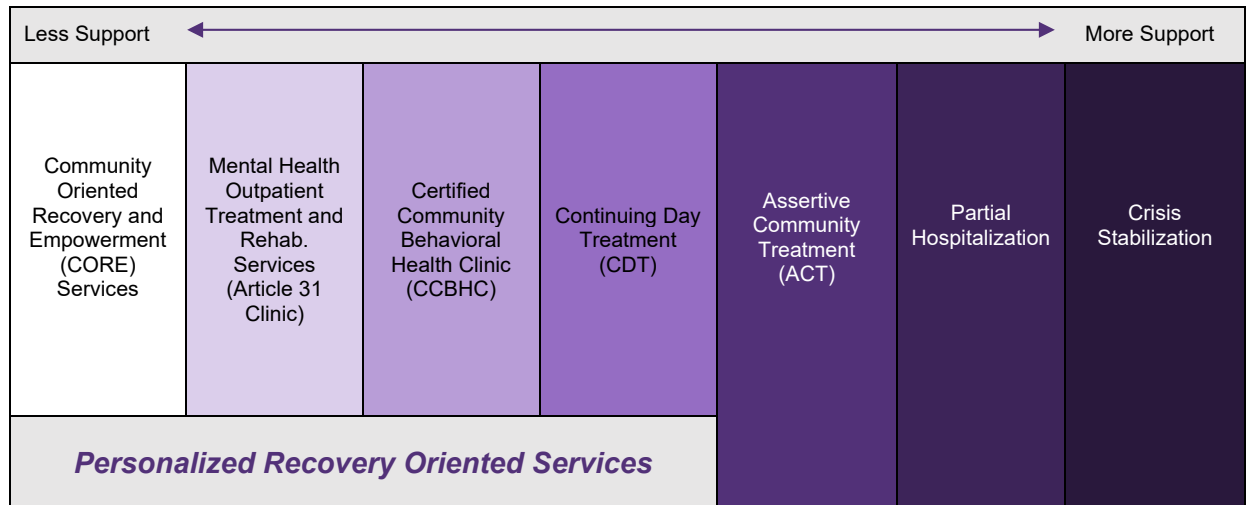 Less Support
More Support
Community
Oriented
Recovery and
Empowerment
(CORE)
Services
Mental Health
Outpatient
Treatment and
Rehab.
Services
(Article 31
Clinic)
Certified
Community
Behavioral
Health Clinic
(CCBHC)
Continuing Day
Treatment
(CDT)
Assertive
Community
Treatment
(ACT)
Partial
Hospitalization
Crisis
Stabilization
Personalized Recovery Oriented Services